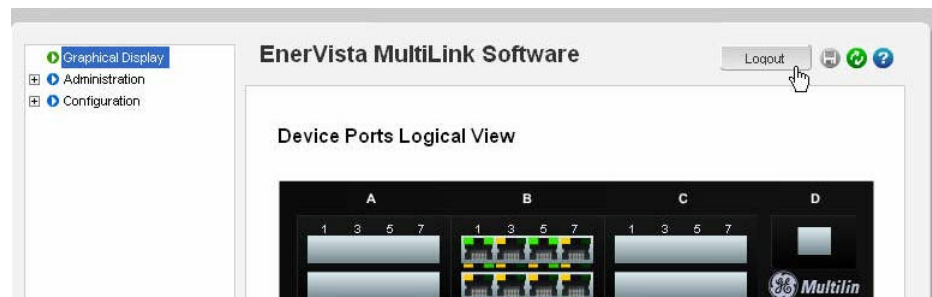 Graphical Display
Administration
Configuration
EnerVista MultiLink Software
Logout
?
Device Ports Logical View
A B C D
1 3 5 7 1 3 5 7 1 3 5 7
GE Multilin